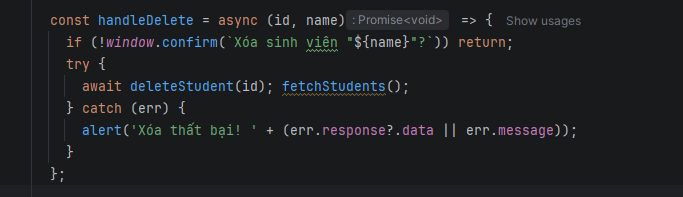 const handleDelete = async (id, name) : Promise<void> => { Show usages
if (!window.confirm(`Xóa sinh viên "${name}"?`)) return;
try {
await deleteStudent(id); fetchStudents();
} catch (err) {
alert('Xóa thất bại! ' + (err.response?.data || err.message));
}
};